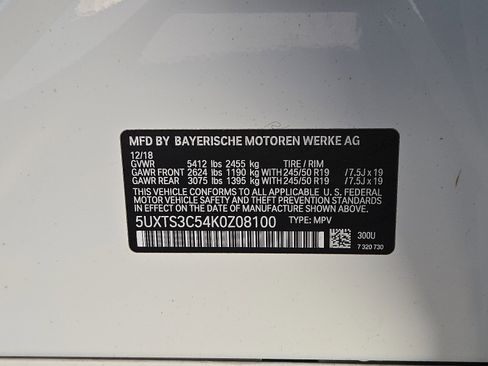 MFD BY BAYERISCHE MOTOREN WERKE AG
12/18
GVWR 5412 lbs 2455 kg TIRE / RIM
GAWR FRONT 2624 lbs 1190 kg WITH 245/50 R19 / 7.5J x 19
GAWR REAR 3075 lbs 1395 kg WITH 245/50 R19 / 7.5J x 19
THIS VEHICLE CONFORMS TO ALL APPLICABLE U. S. FEDERAL
MOTOR VEHICLE SAFETY AND THEFT PREVENTION STANDARDS
IN EFFECT ON THE DATE OF MANUFACTURE SHOWN ABOVE.
5UXTS3C54K0Z08100 TYPE: MPV
300U
7 320 730